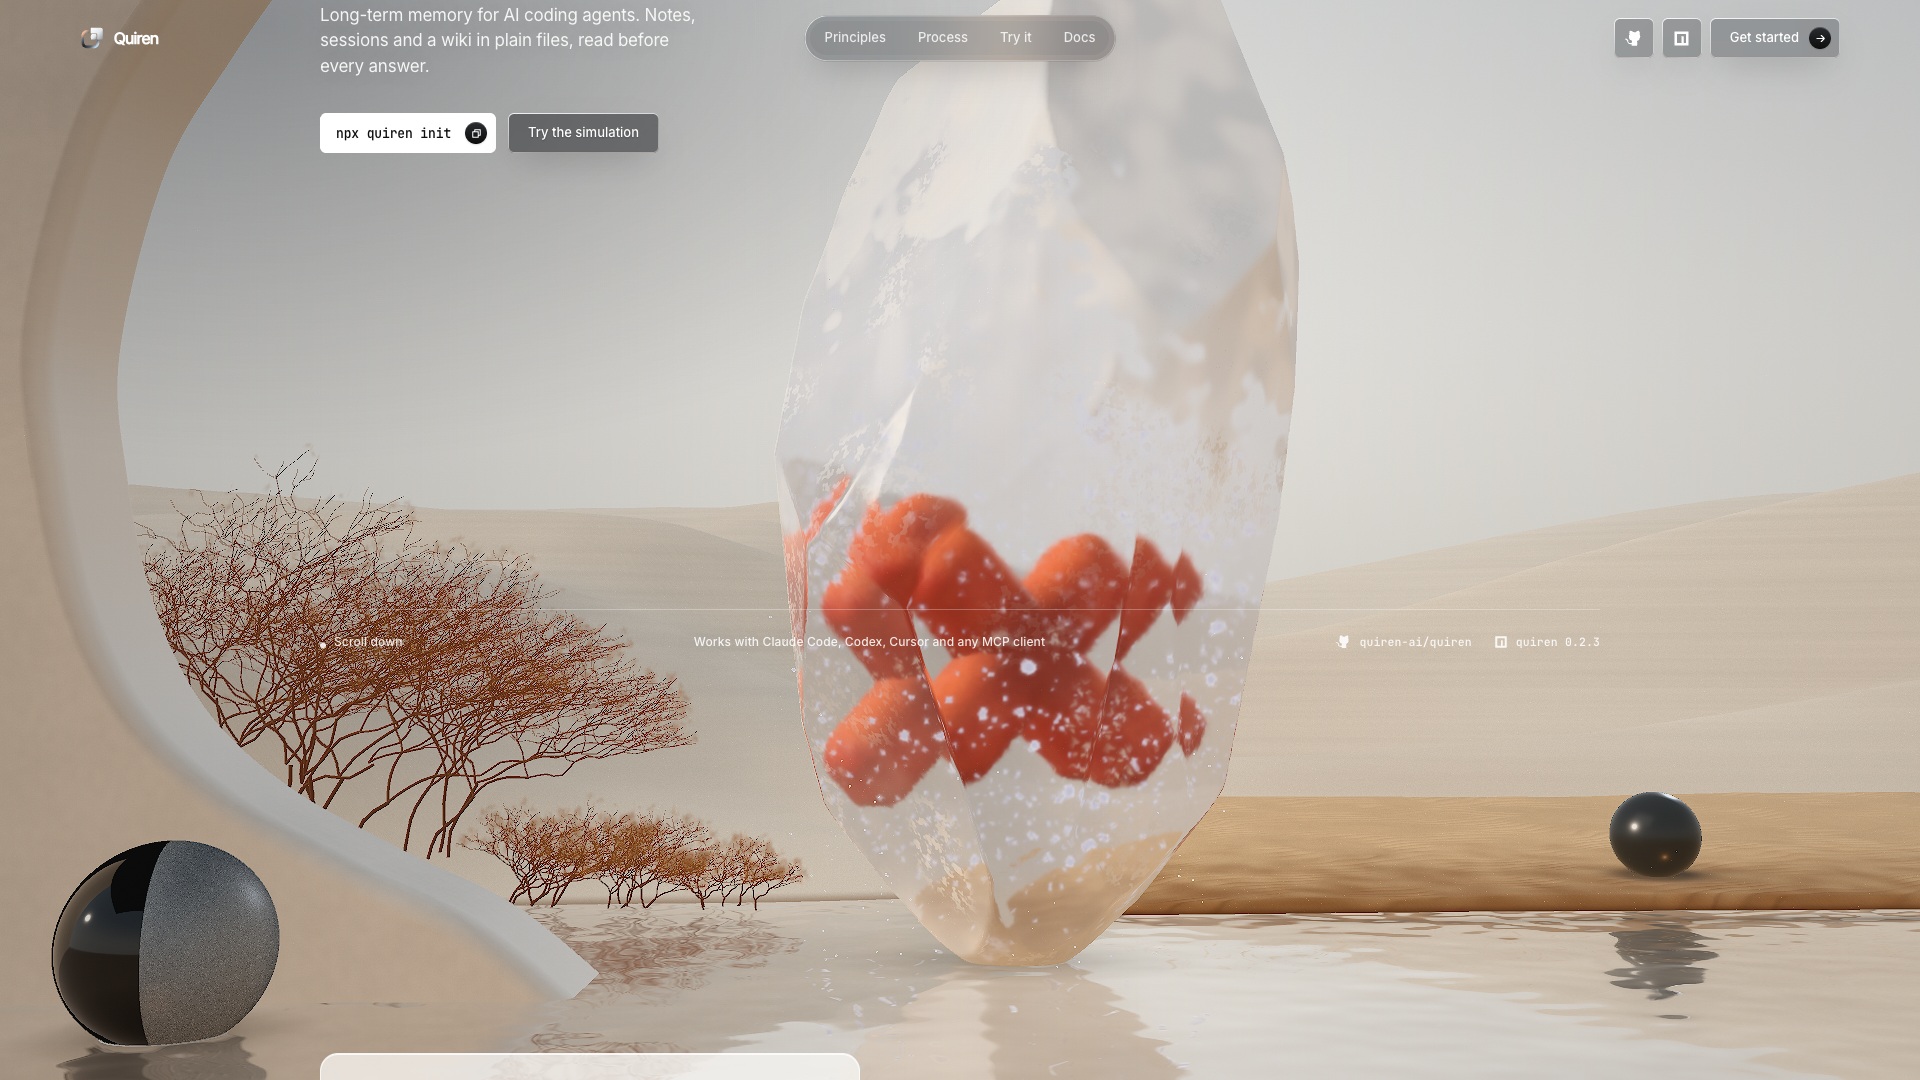 Quiren
Principles
Process
Try it
Docs
Get started
Long-term memory for AI coding agents. Notes,
sessions and a wiki in plain files, read before
every answer.
npx quiren init
Try the simulation
Scroll down
Works with Claude Code, Codex, Cursor and any MCP client
quiren-ai/quiren
quiren 0.2.3